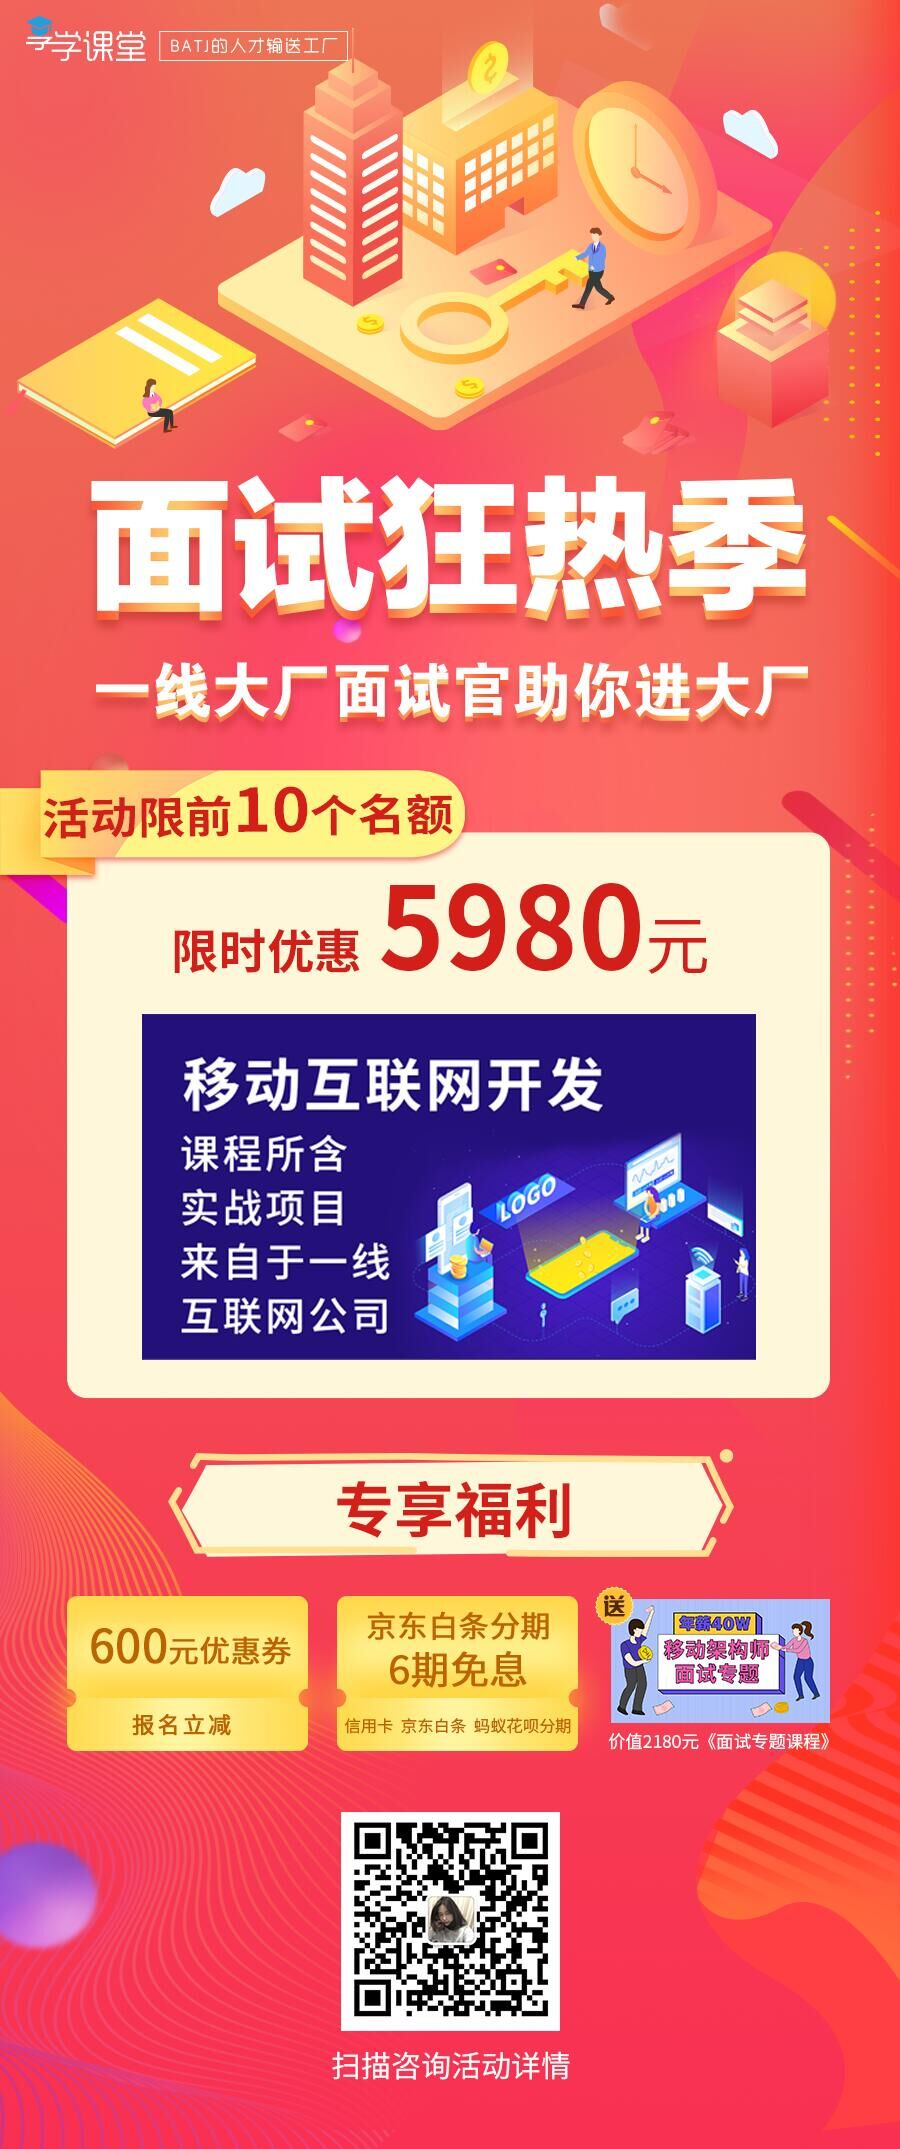 享学课堂
BATJ的人才输送工厂
面试狂热季
一线大厂面试官助你进大厂
活动限前10个名额
限时优惠 5980元
移动互联网开发
课程所含
实战项目
来自于一线
互联网公司
LOGO
专享福利
600元优惠券
报名立减
京东白条分期
6期免息
信用卡 京东白条 蚂蚁花呗分期
送
年薪40W
移动架构师
面试专题
价值2180元《面试专题课程》
扫描咨询活动详情